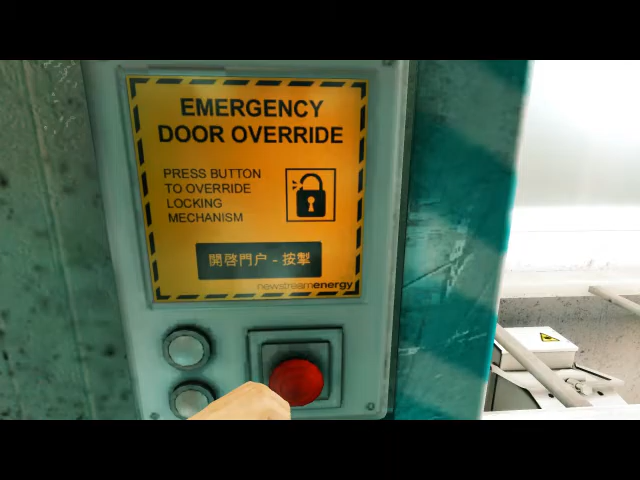 EMERGENCY
DOOR OVERRIDE
PRESS BUTTON
TO OVERRIDE
LOCKING
MECHANISM
開啓門户 - 按掣
newstreamenergy